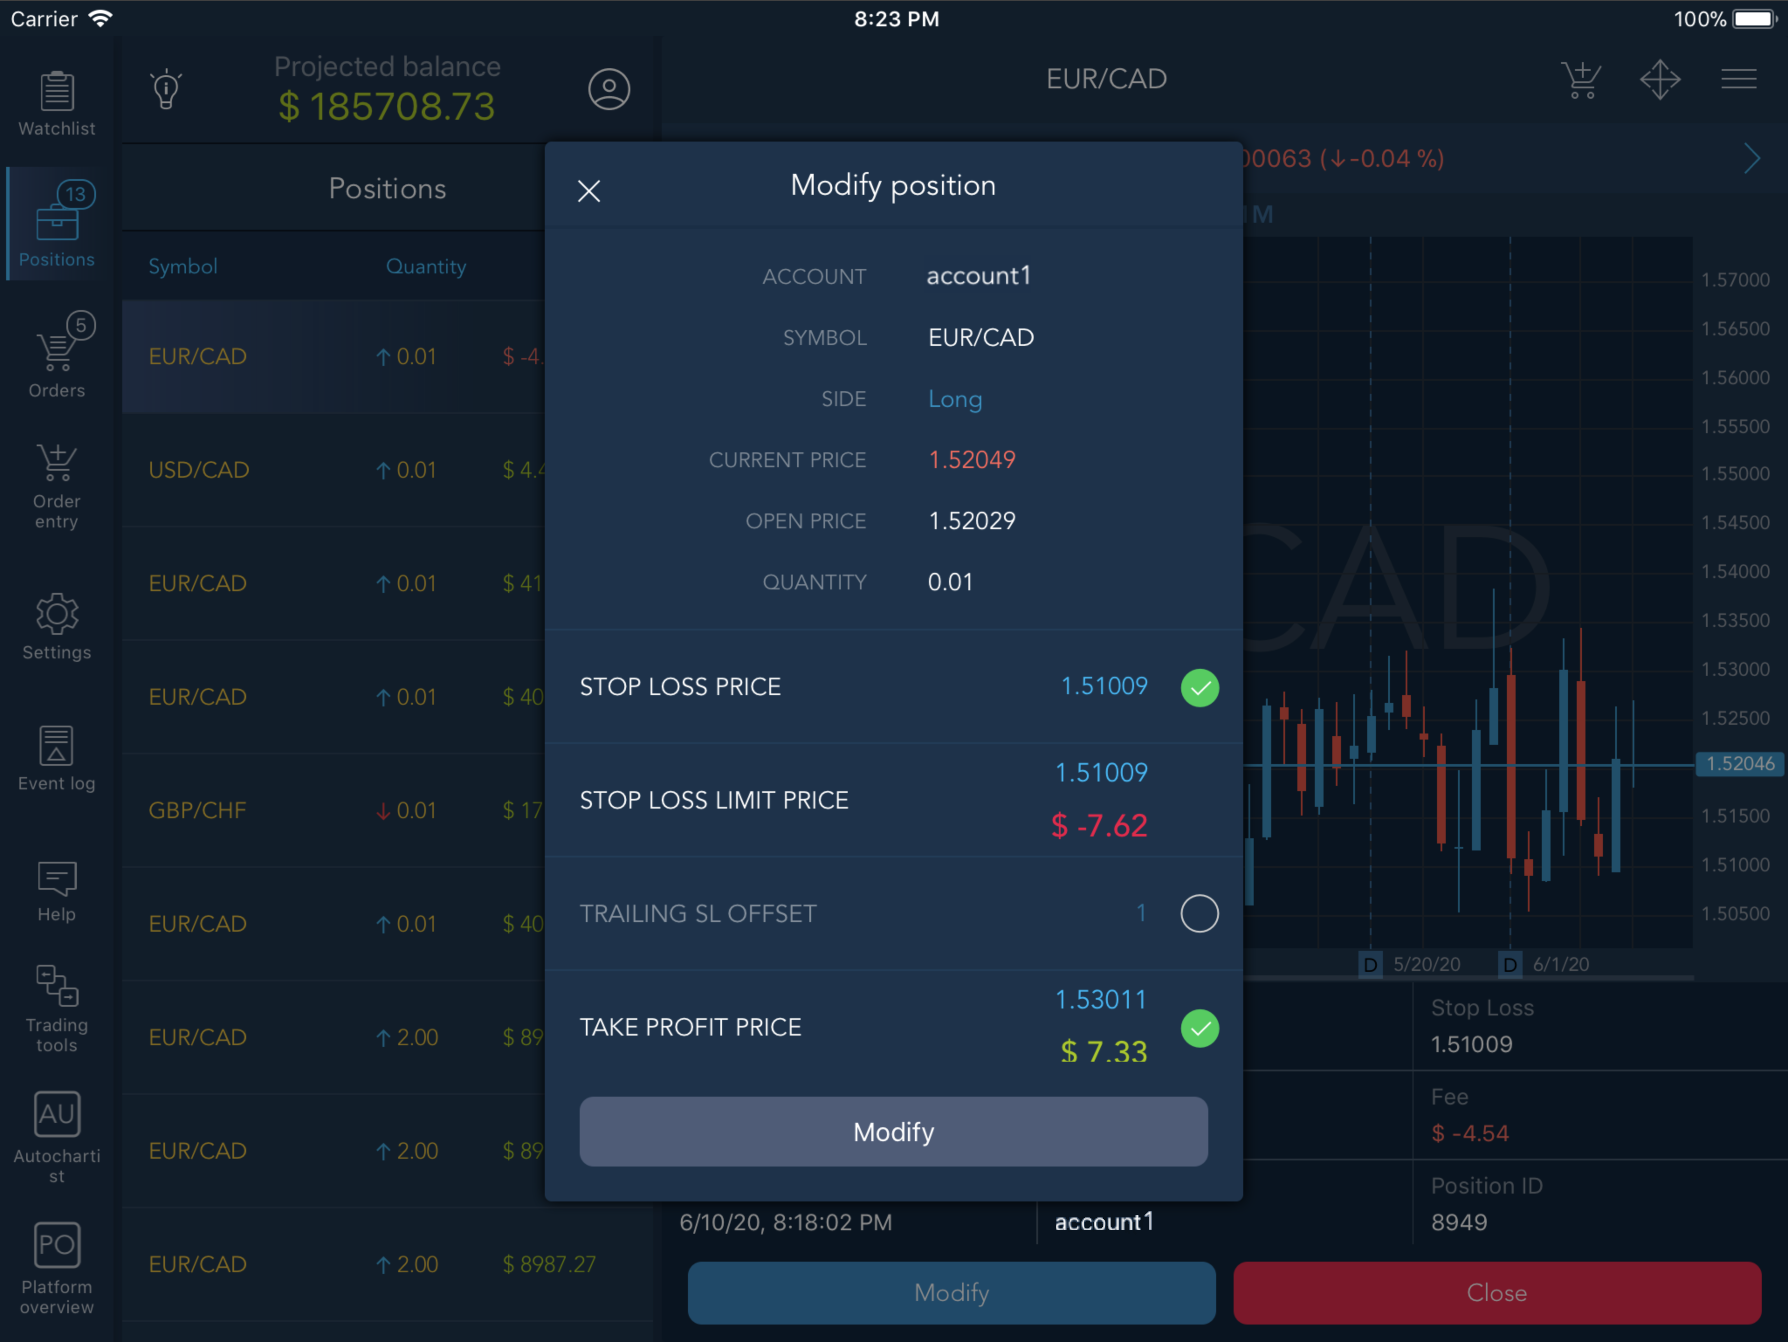 Carrier
8:23 PM
100%
Projected balance
$ 185708.73
EUR/CAD
Watchlist
13
Positions
5
Orders
Order
entry
Settings
Event log
Help
Trading
tools
AU
Autocharti
st
PO
Platform
overview
Positions
Symbol Quantity
EUR/CAD ↑ 0.01 $ -4.
USD/CAD ↑ 0.01 $ 4.4
EUR/CAD ↑ 0.01 $ 41
EUR/CAD ↑ 0.01 $ 40
GBP/CHF ↓ 0.01 $ 17
EUR/CAD ↑ 0.01 $ 40
EUR/CAD ↑ 2.00 $ 89
EUR/CAD ↑ 2.00 $ 89
EUR/CAD ↑ 2.00 $ 8987.27
Modify position
ACCOUNT account1
SYMBOL EUR/CAD
SIDE Long
CURRENT PRICE 1.52049
OPEN PRICE 1.52029
QUANTITY 0.01
STOP LOSS PRICE 1.51009
STOP LOSS LIMIT PRICE 1.51009
$ -7.62
TRAILING SL OFFSET 1
TAKE PROFIT PRICE 1.53011
$ 7.33
Modify
00063 (↓-0.04 %)
1M
CAD
1.57000
1.56500
1.56000
1.55500
1.55000
1.54500
1.54000
1.53500
1.53000
1.52500
1.52046
1.51500
1.51000
1.50500
D 5/20/20 D 6/1/20
Stop Loss
1.51009
Fee
$ -4.54
Position ID
8949
6/10/20, 8:18:02 PM account1
Modify
Close